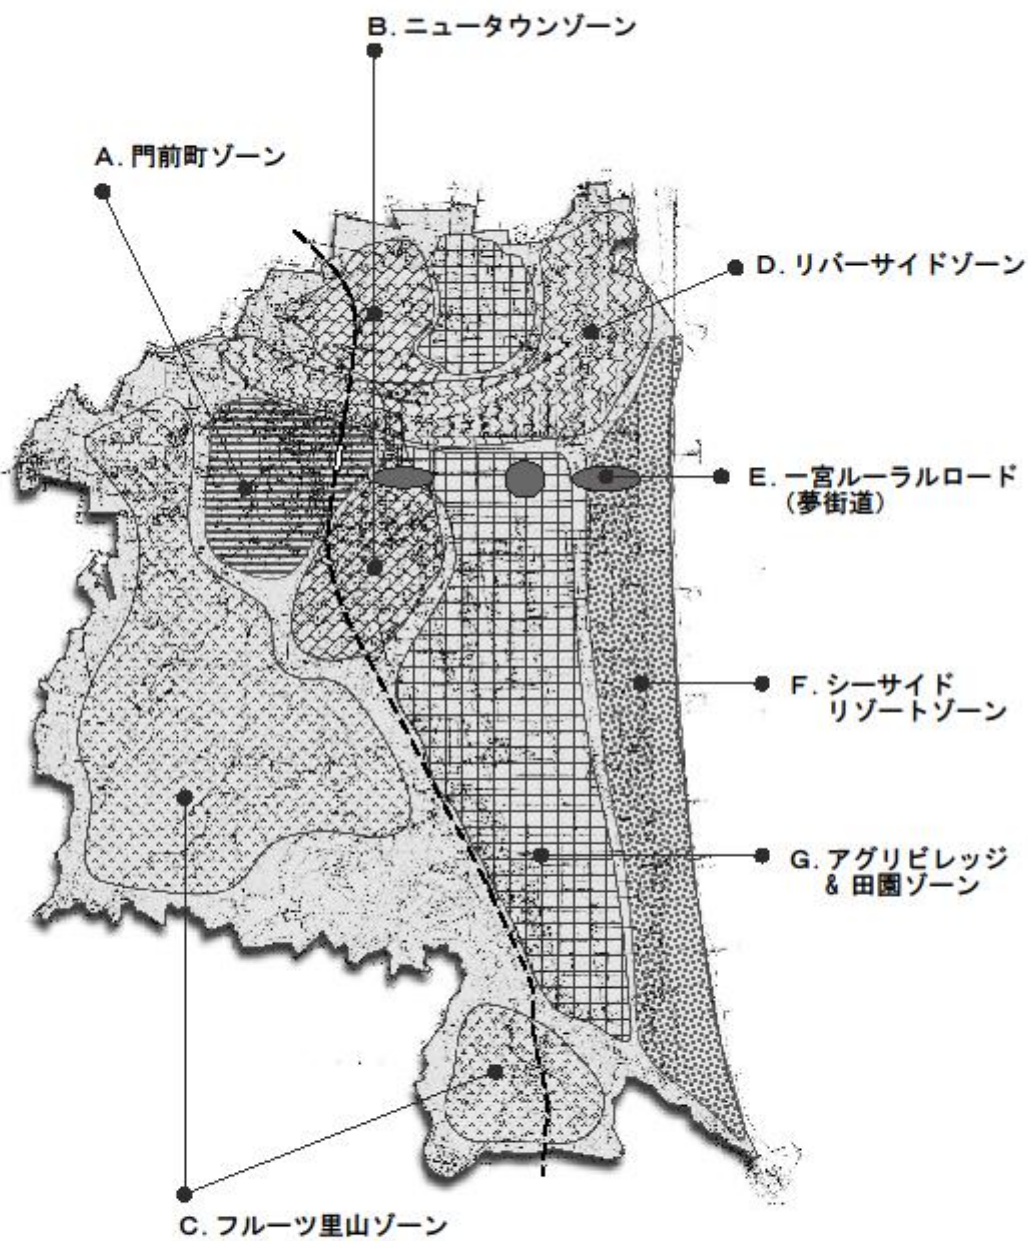 B. ニュータウンゾーン
A. 門前町ゾーン
D. リバーサイドゾーン
E. 一宮ルーラルロード
(夢街道)
F. シーサイド
リゾートゾーン
G. アグリビレッジ
& 田園ゾーン
C. フルーツ里山ゾーン